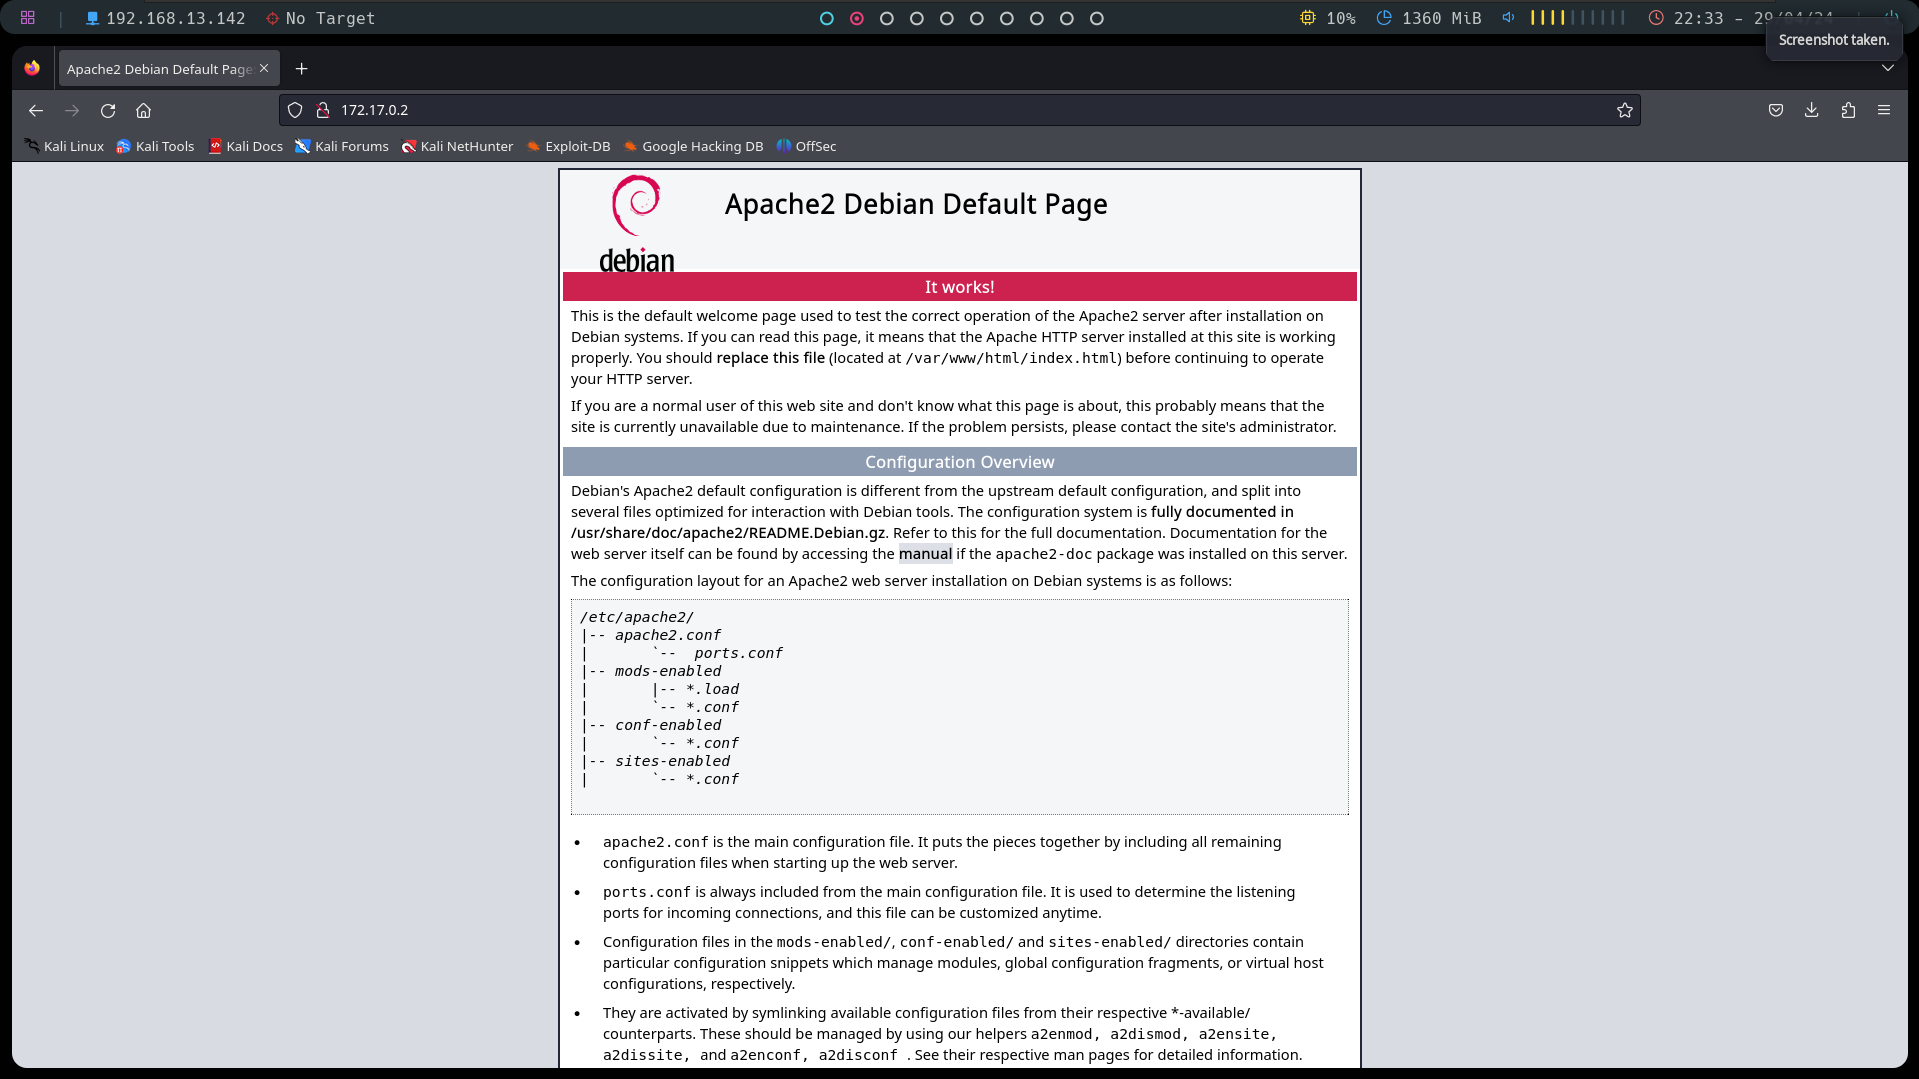 192.168.13.142 No Target 10% 1360 MiB 22:33 - 29/04/24
Screenshot taken.
Apache2 Debian Default Page
172.17.0.2
Kali Linux Kali Tools Kali Docs Kali Forums Kali NetHunter Exploit-DB Google Hacking DB OffSec
debian
Apache2 Debian Default Page
It works!
This is the default welcome page used to test the correct operation of the Apache2 server after installation on
Debian systems. If you can read this page, it means that the Apache HTTP server installed at this site is working
properly. You should replace this file (located at /var/www/html/index.html) before continuing to operate
your HTTP server.
If you are a normal user of this web site and don't know what this page is about, this probably means that the
site is currently unavailable due to maintenance. If the problem persists, please contact the site's administrator.
Configuration Overview
Debian's Apache2 default configuration is different from the upstream default configuration, and split into
several files optimized for interaction with Debian tools. The configuration system is fully documented in
/usr/share/doc/apache2/README.Debian.gz. Refer to this for the full documentation. Documentation for the
web server itself can be found by accessing the manual if the apache2-doc package was installed on this server.
The configuration layout for an Apache2 web server installation on Debian systems is as follows:
/etc/apache2/
|-- apache2.conf
|       `--  ports.conf
|-- mods-enabled
|       |-- *.load
|       `-- *.conf
|-- conf-enabled
|       `-- *.conf
|-- sites-enabled
|       `-- *.conf
• apache2.conf is the main configuration file. It puts the pieces together by including all remaining
configuration files when starting up the web server.
• ports.conf is always included from the main configuration file. It is used to determine the listening
ports for incoming connections, and this file can be customized anytime.
• Configuration files in the mods-enabled/, conf-enabled/ and sites-enabled/ directories contain
particular configuration snippets which manage modules, global configuration fragments, or virtual host
configurations, respectively.
• They are activated by symlinking available configuration files from their respective *-available/
counterparts. These should be managed by using our helpers a2enmod, a2dismod, a2ensite,
a2dissite, and a2enconf, a2disconf . See their respective man pages for detailed information.